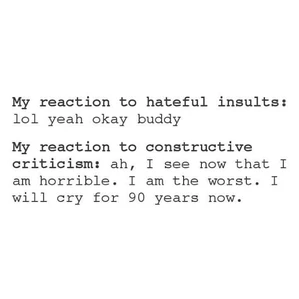 My reaction to hateful insults:
lol yeah okay buddy
My reaction to constructive
criticism: ah, I see now that I
am horrible. I am the worst. I
will cry for 90 years now.